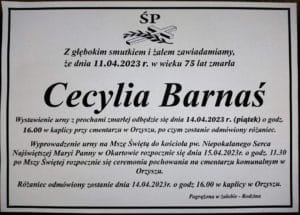 ŚP
Z głębokim smutkiem i żalem zawiadamiamy,
że dnia 11.04.2023 r. w wieku 75 lat zmarła
Cecylia Barnaś
Wystawienie urny z prochami zmarłej odbędzie się dnia 14.04.2023 r. (piątek) o godz.
16.00 w kaplicy przy cmentarzu w Orzyszu, po czym zostanie odmówiony różaniec.
Wyprowadzenie urny na Mszę Świętą do kościoła pw. Niepokalanego Serca
Najświętszej Maryi Panny w Okartowie rozpocznie się dnia 15.04.2023r. o godz. 11.30
po Mszy Świętej rozpocznie się ceremonia pochowania na cmentarzu komunalnym w
Orzyszu.
Różaniec odmówiony zostanie dnia 14.04.2023r. o godz 16.00 w kaplicy w Orzyszu.
Pogrążona w żałobie - Rodzina